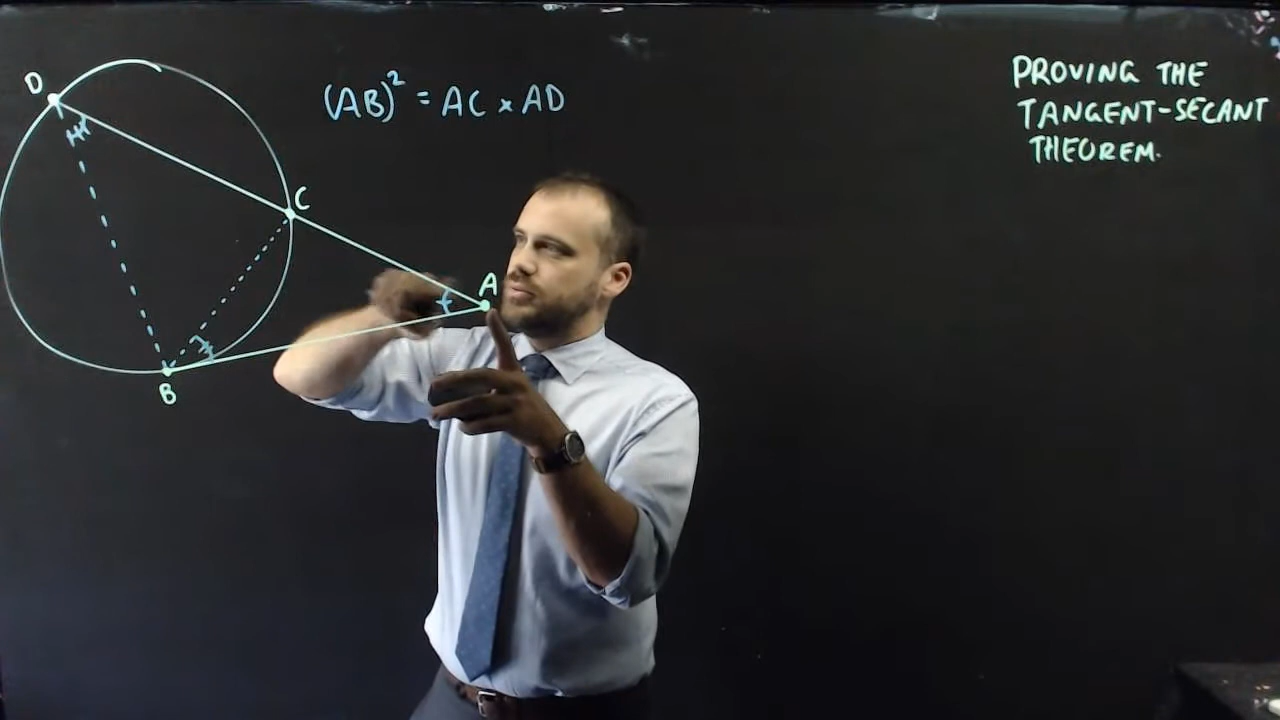 D
(AB)² = AC × AD
PROVING THE
TANGENT-SECANT
THEOREM.
C
A
B